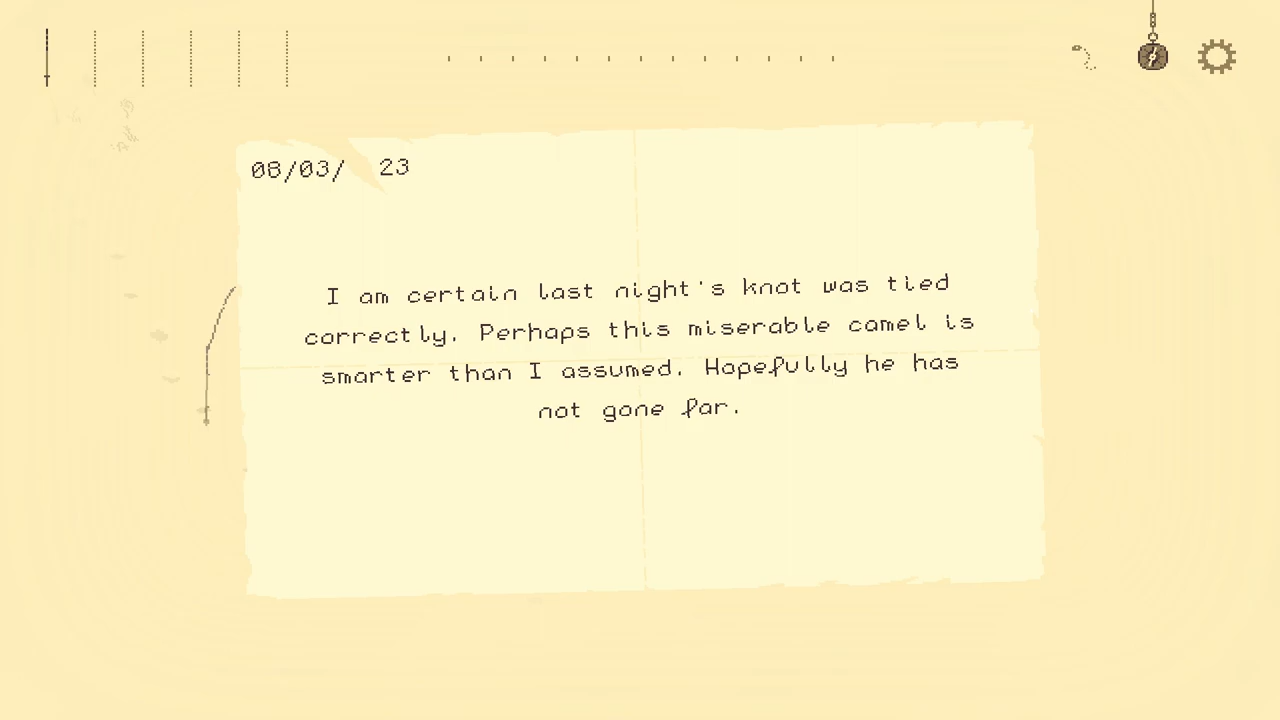 08/03/ 23
I am certain last night's knot was tied
correctly. Perhaps this miserable camel is
smarter than I assumed. Hopefully he has
not gone far.